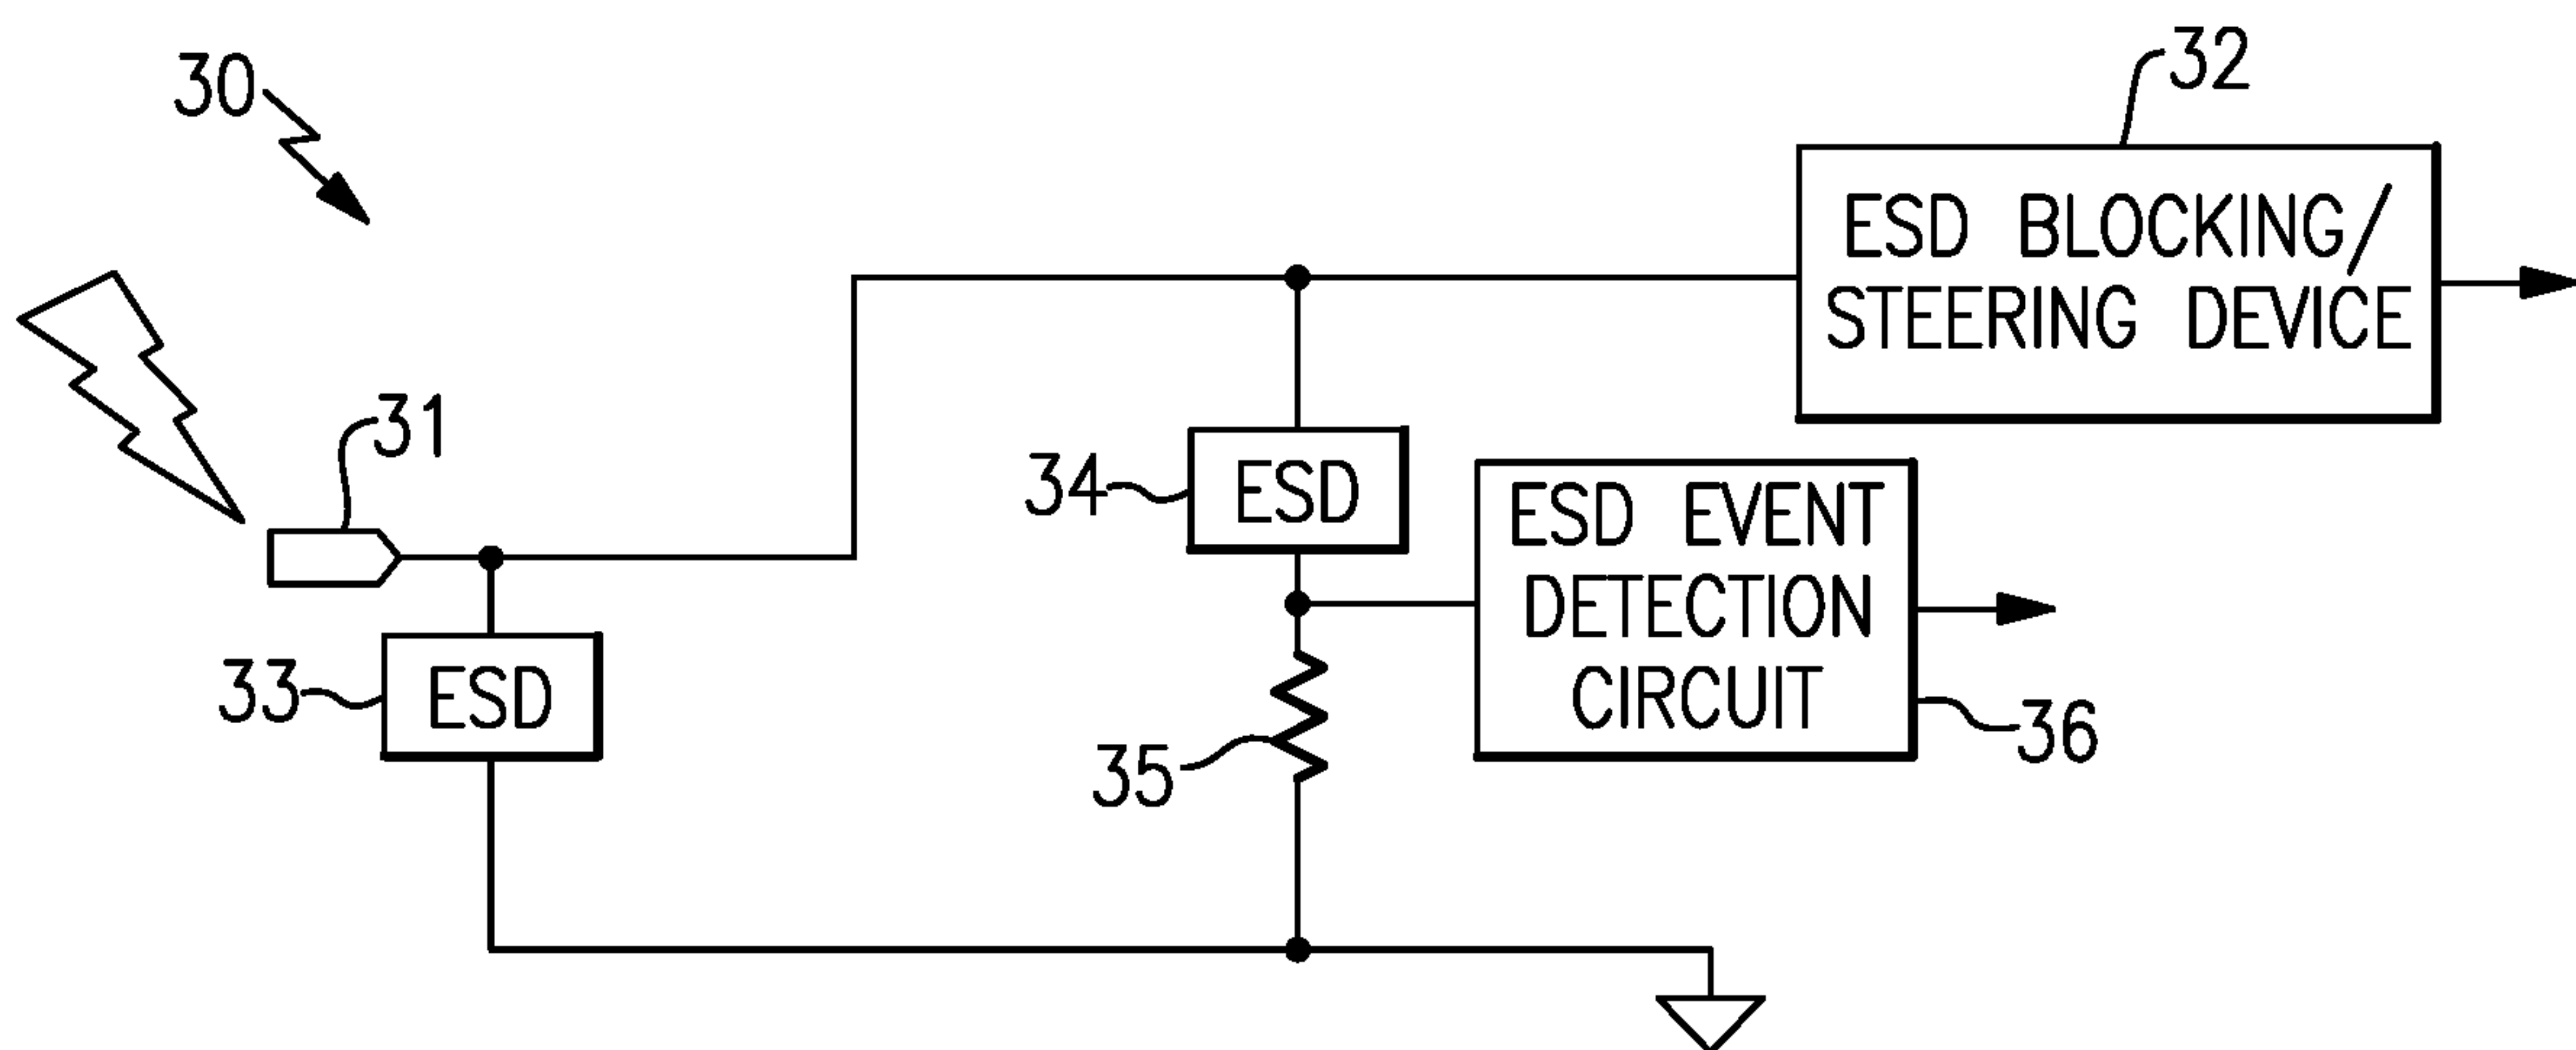 30
32
ESD BLOCKING/
STEERING DEVICE
31
34
ESD
ESD EVENT
DETECTION
CIRCUIT
33
ESD
35
36